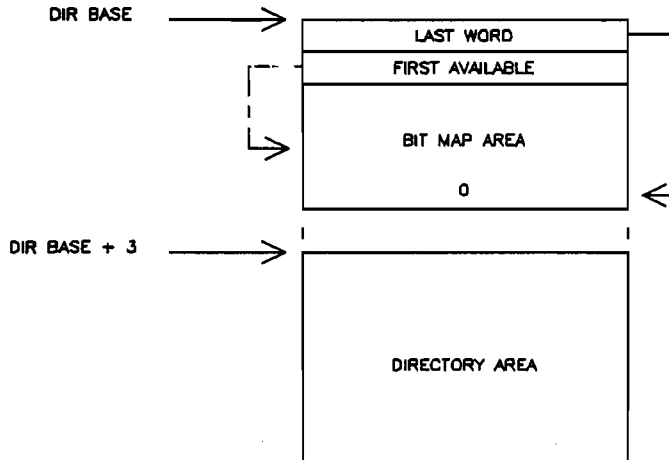 DIR BASE
LAST WORD
FIRST AVAILABLE
BIT MAP AREA
0
DIR BASE + 3
DIRECTORY AREA